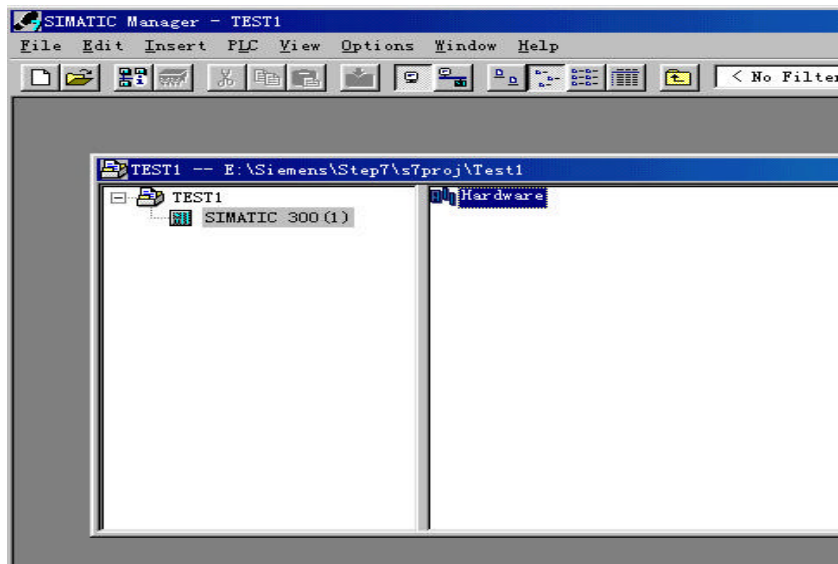 SIMATIC Manager - TEST1
File Edit Insert PLC View Options Window Help
< No Filter
TEST1 -- E:\Siemens\Step7\s7proj\Test1
TEST1
SIMATIC 300(1)
Hardware